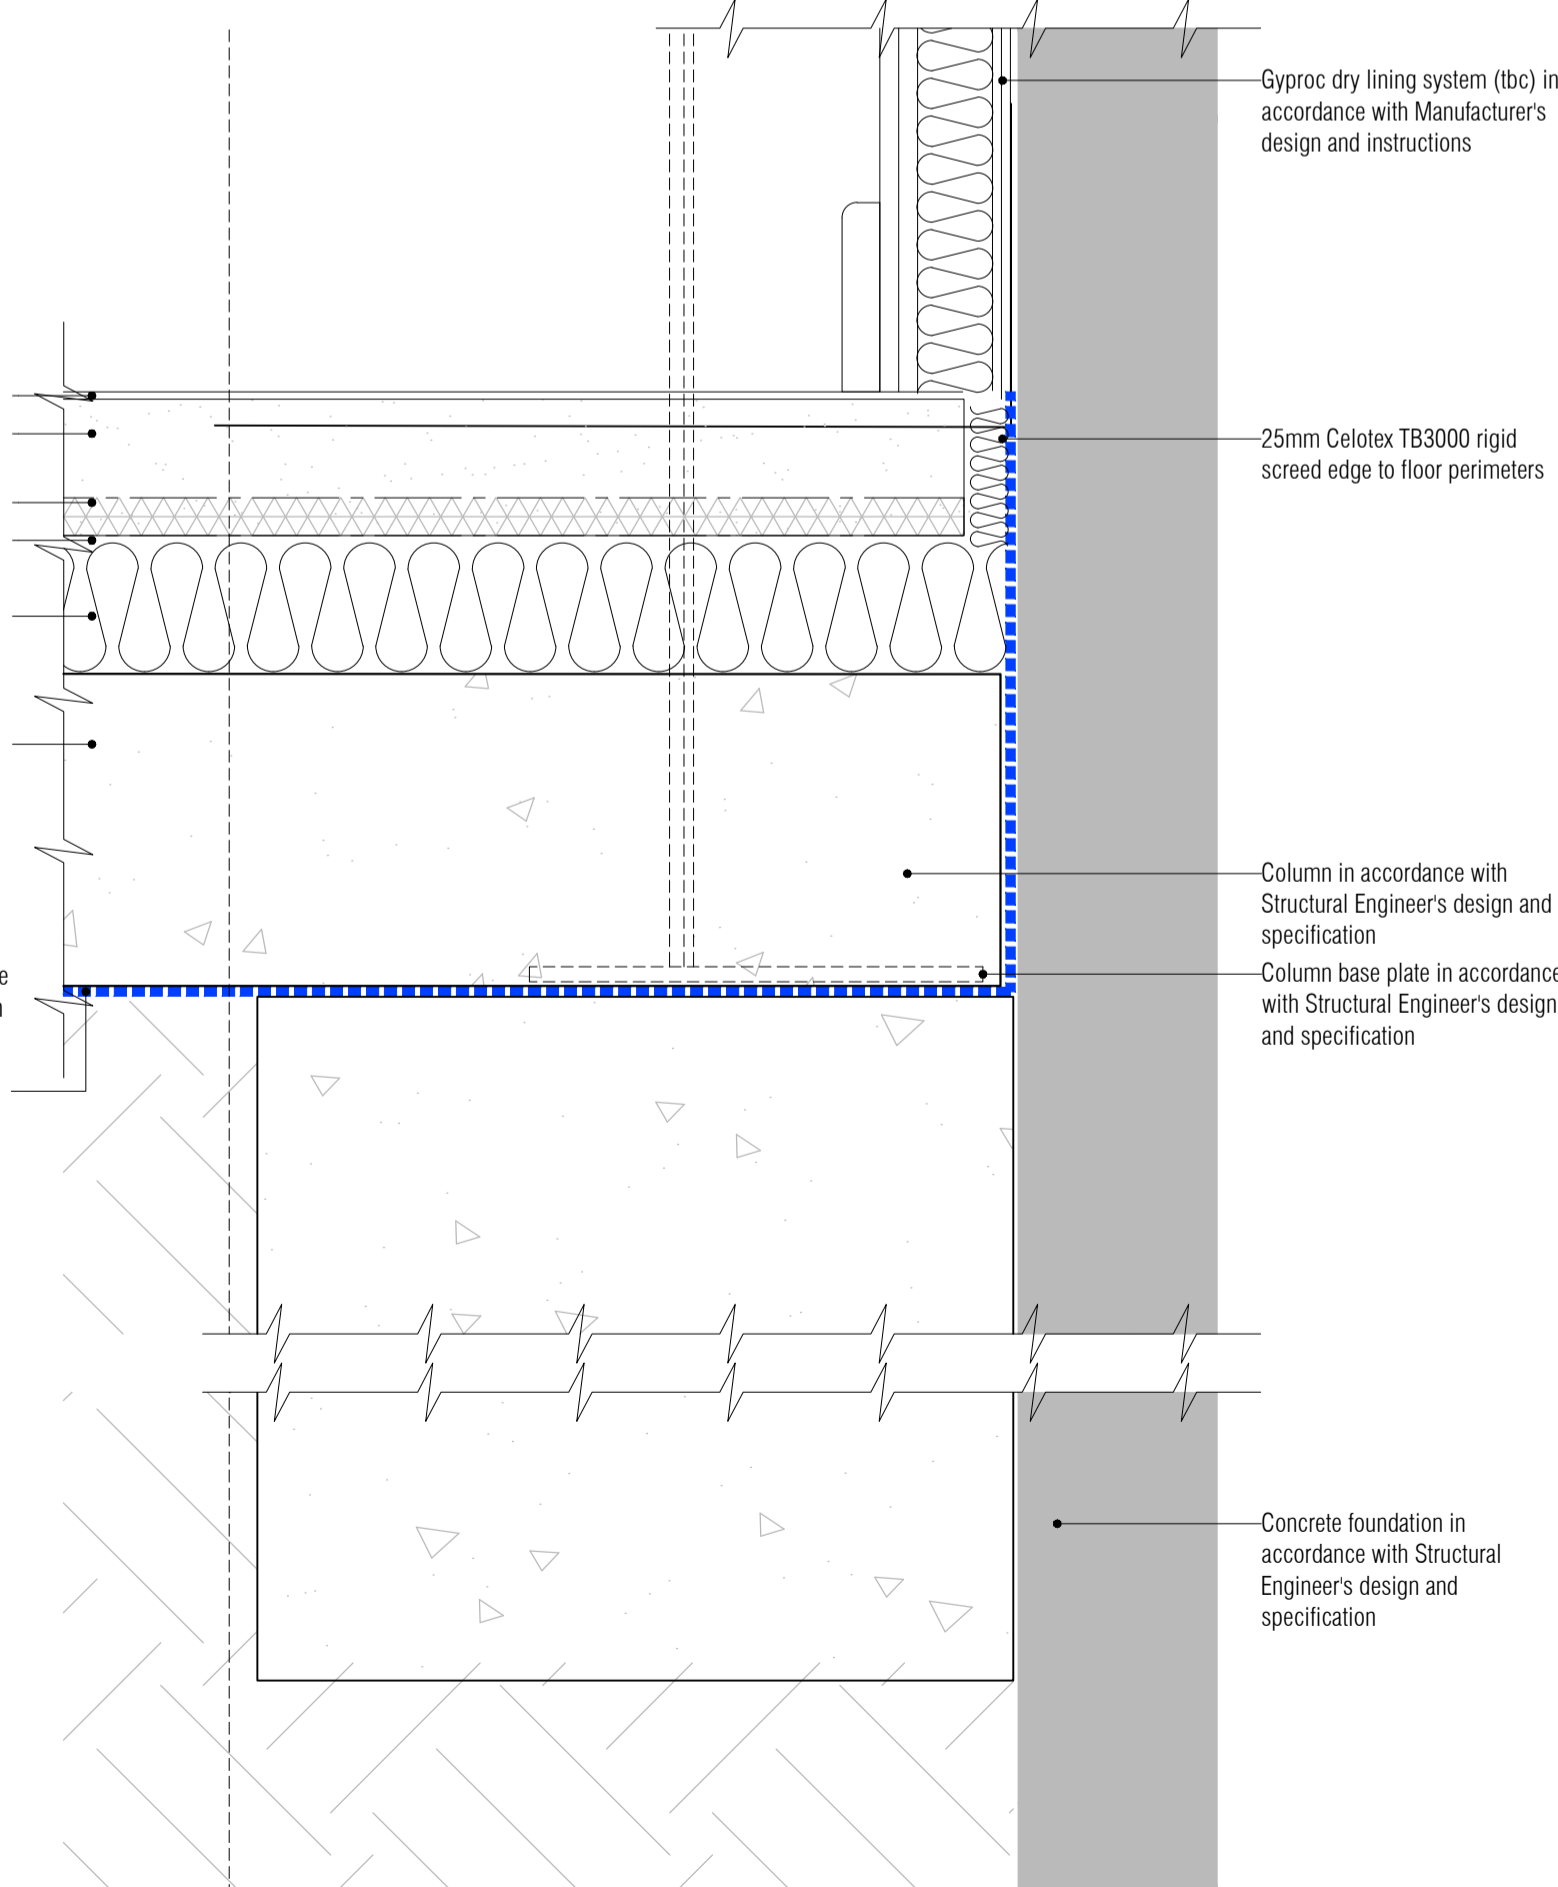 Gyproc dry lining system (tbc) in
accordance with Manufacturer's
design and instructions
25mm Celotex TB3000 rigid
screed edge to floor perimeters
Column in accordance with
Structural Engineer's design and
specification
Column base plate in accordance
with Structural Engineer's design
and specification
Concrete foundation in
accordance with Structural
Engineer's design and
specification